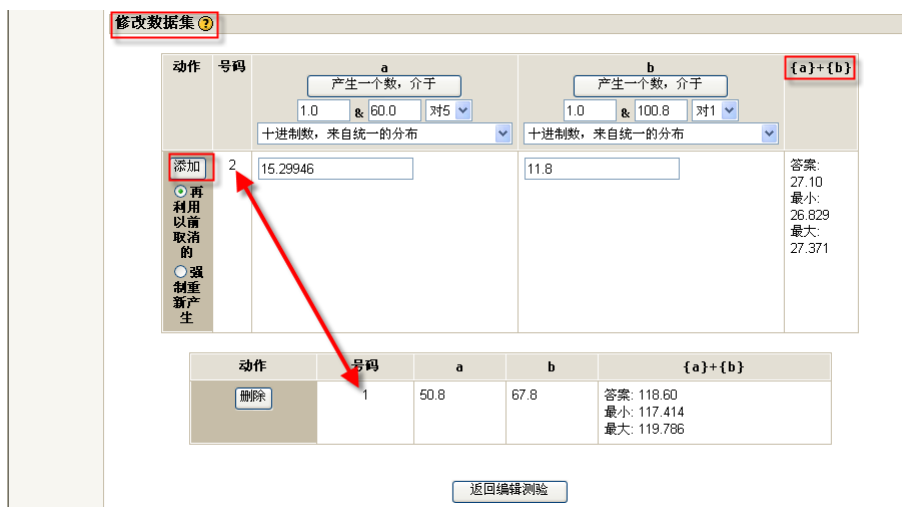 修改数据集 ?
动作 号码 a b {a}+{b}
产生一个数，介于 产生一个数，介于
1.0 & 60.0 对5 1.0 & 100.8 对1
十进制数，来自统一的分布 十进制数，来自统一的分布
添加 2 15.29946 11.8 答案:
27.10
最小:
26.829
最大:
27.371
再
利用
以前
取消
的
强
制重
新产
生
动作 号码 a b {a}+{b}
删除 1 50.8 67.8 答案: 118.60
最小: 117.414
最大: 119.786
返回编辑测验